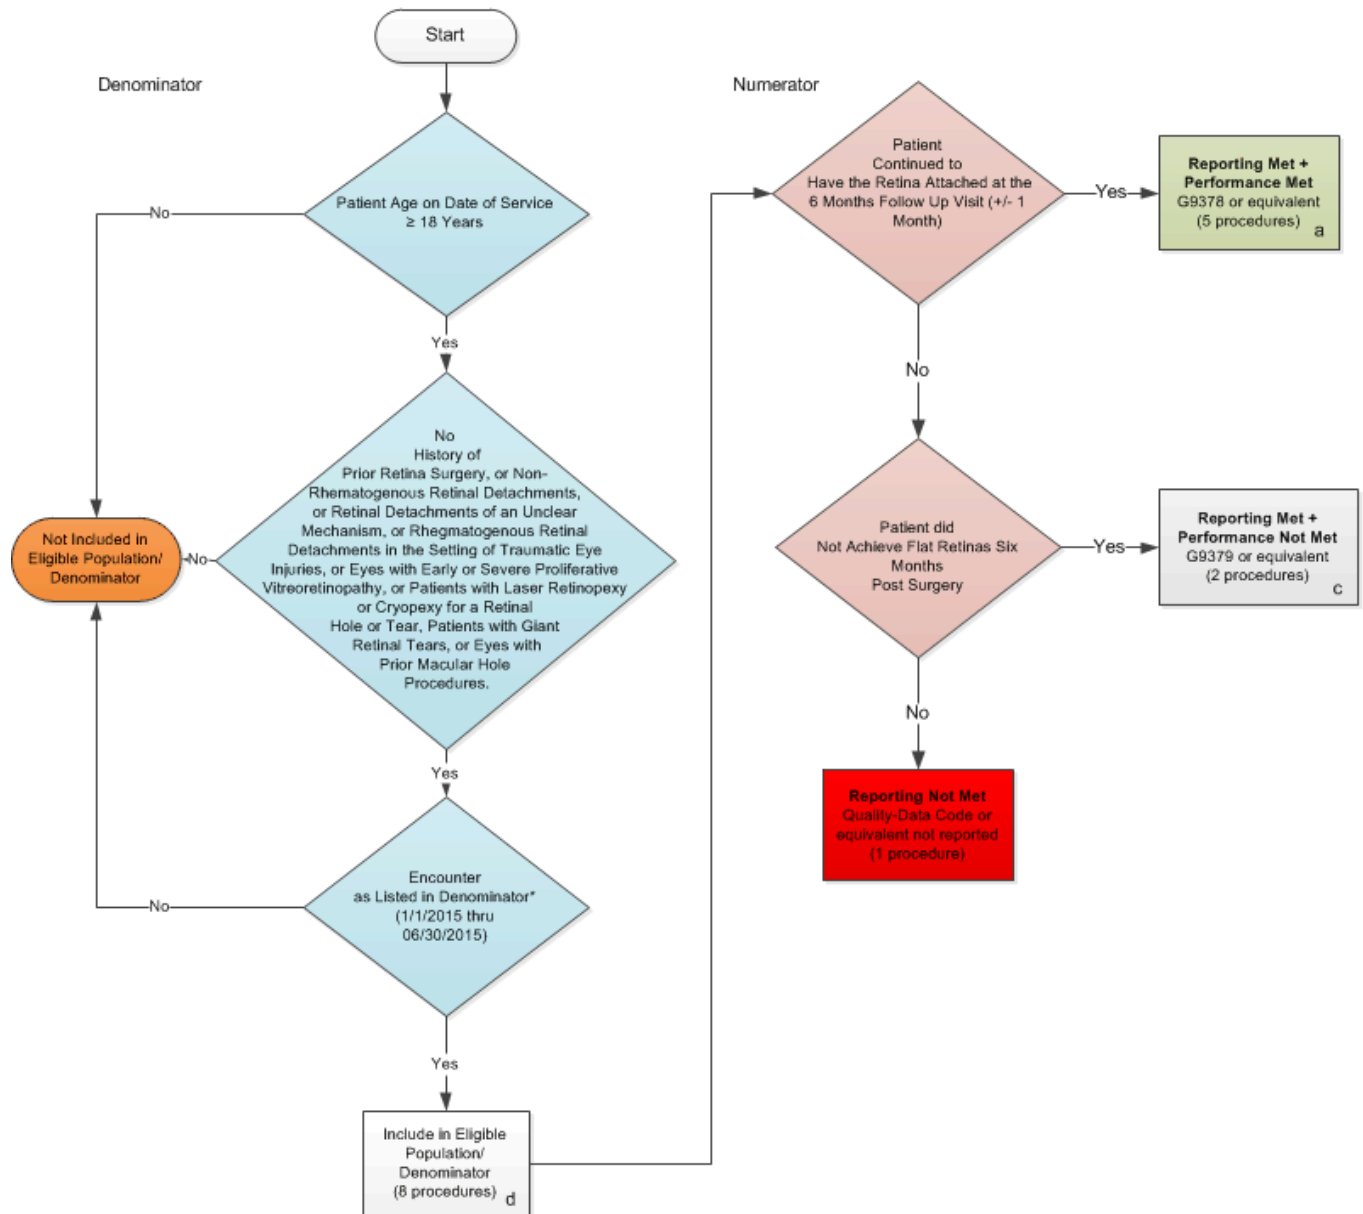 Start
Denominator
Patient Age on Date of Service
≥ 18 Years
No
Yes
No
History of
Prior Retina Surgery, or Non-
Rhematogenous Retinal Detachments,
or Retinal Detachments of an Unclear
Mechanism, or Rhegmatogenous Retinal
Detachments in the Setting of Traumatic Eye
Injuries, or Eyes with Early or Severe Proliferative
Vitreoretinopathy, or Patients with Laser Retinopexy
or Cryopexy for a Retinal
Hole or Tear, Patients with Giant
Retinal Tears, or Eyes with
Prior Macular Hole
Procedures.
No
Not Included in
Eligible Population/
Denominator
Yes
Encounter
as Listed in Denominator*
(1/1/2015 thru
06/30/2015)
No
Yes
Include in Eligible
Population/
Denominator
(8 procedures)
d
Numerator
Patient
Continued to
Have the Retina Attached at the
6 Months Follow Up Visit (+/- 1
Month)
Yes
Reporting Met +
Performance Met
G9378 or equivalent
(5 procedures)
a
No
Patient did
Not Achieve Flat Retinas Six
Months
Post Surgery
Yes
Reporting Met +
Performance Not Met
G9379 or equivalent
(2 procedures)
c
No
Reporting Not Met
Quality-Data Code or
equivalent not reported
(1 procedure)